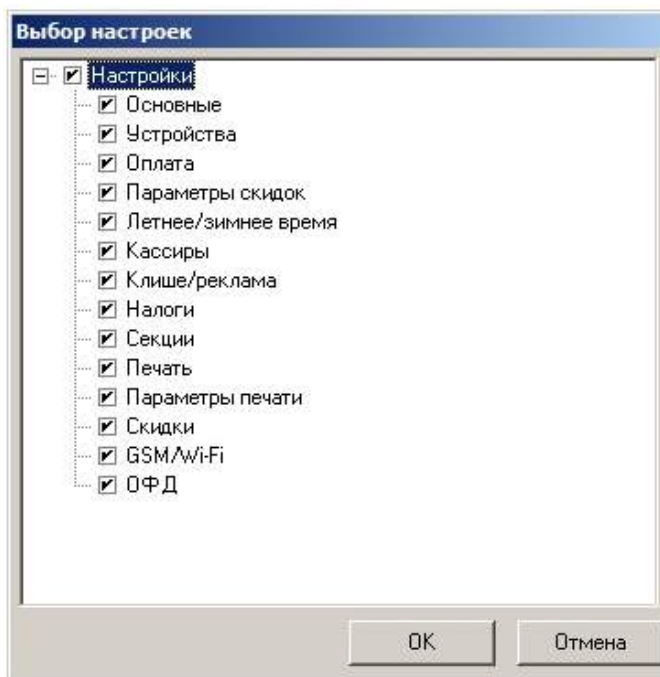 Выбор настроек
Настройки
Основные
Устройства
Оплата
Параметры скидок
Летнее/зимнее время
Кассиры
Клише/реклама
Налоги
Секции
Печать
Параметры печати
Скидки
GSM/Wi-Fi
ОФД
ОК
Отмена